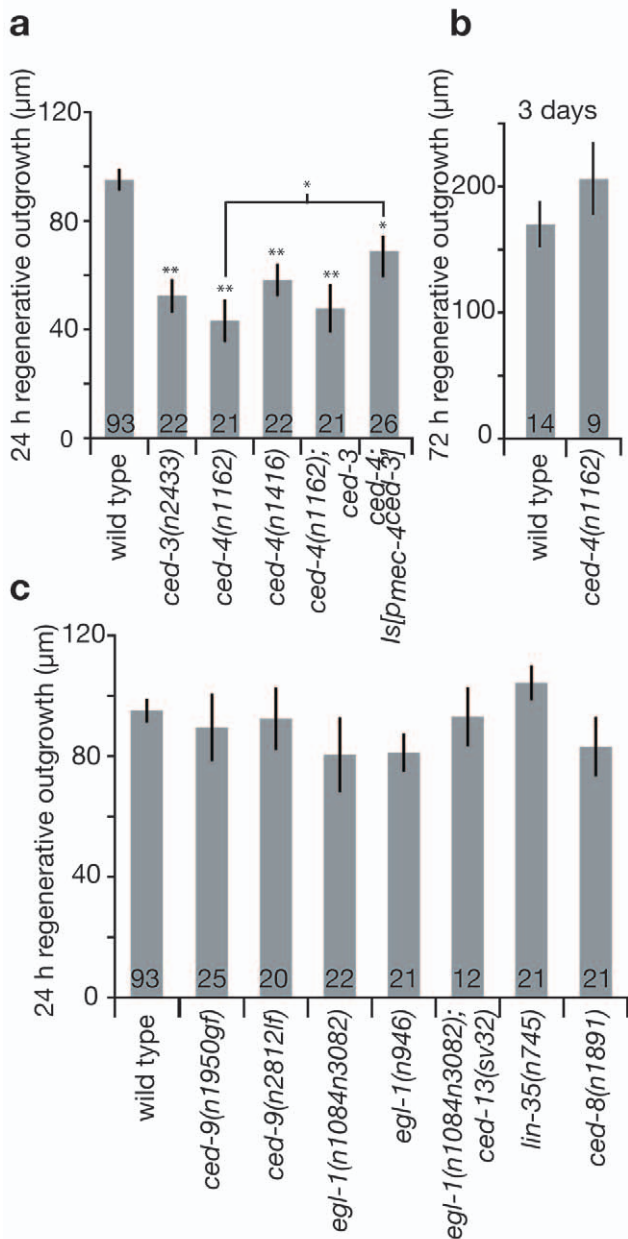 a
24 h regenerative outgrowth (µm)
120
80
40
0
*
**
**
**
**
*
93
22
21
22
21
26
wild type
ced-3(n2433)
ced-4(n1162)
ced-4(n1416)
ced-4(n1162);
ced-3
ced-4;
Is[pmec-4ced-3]
b
3 days
72 h regenerative outgrowth (µm)
200
100
0
14
9
wild type
ced-4(n1162)
c
24 h regenerative outgrowth (µm)
120
80
40
0
93
25
20
22
21
12
21
21
wild type
ced-9(n1950gf)
ced-9(n2812lf)
egl-1(n1084n3082)
egl-1(n946)
egl-1(n1084n3082);
ced-13(sv32)
lin-35(n745)
ced-8(n1891)